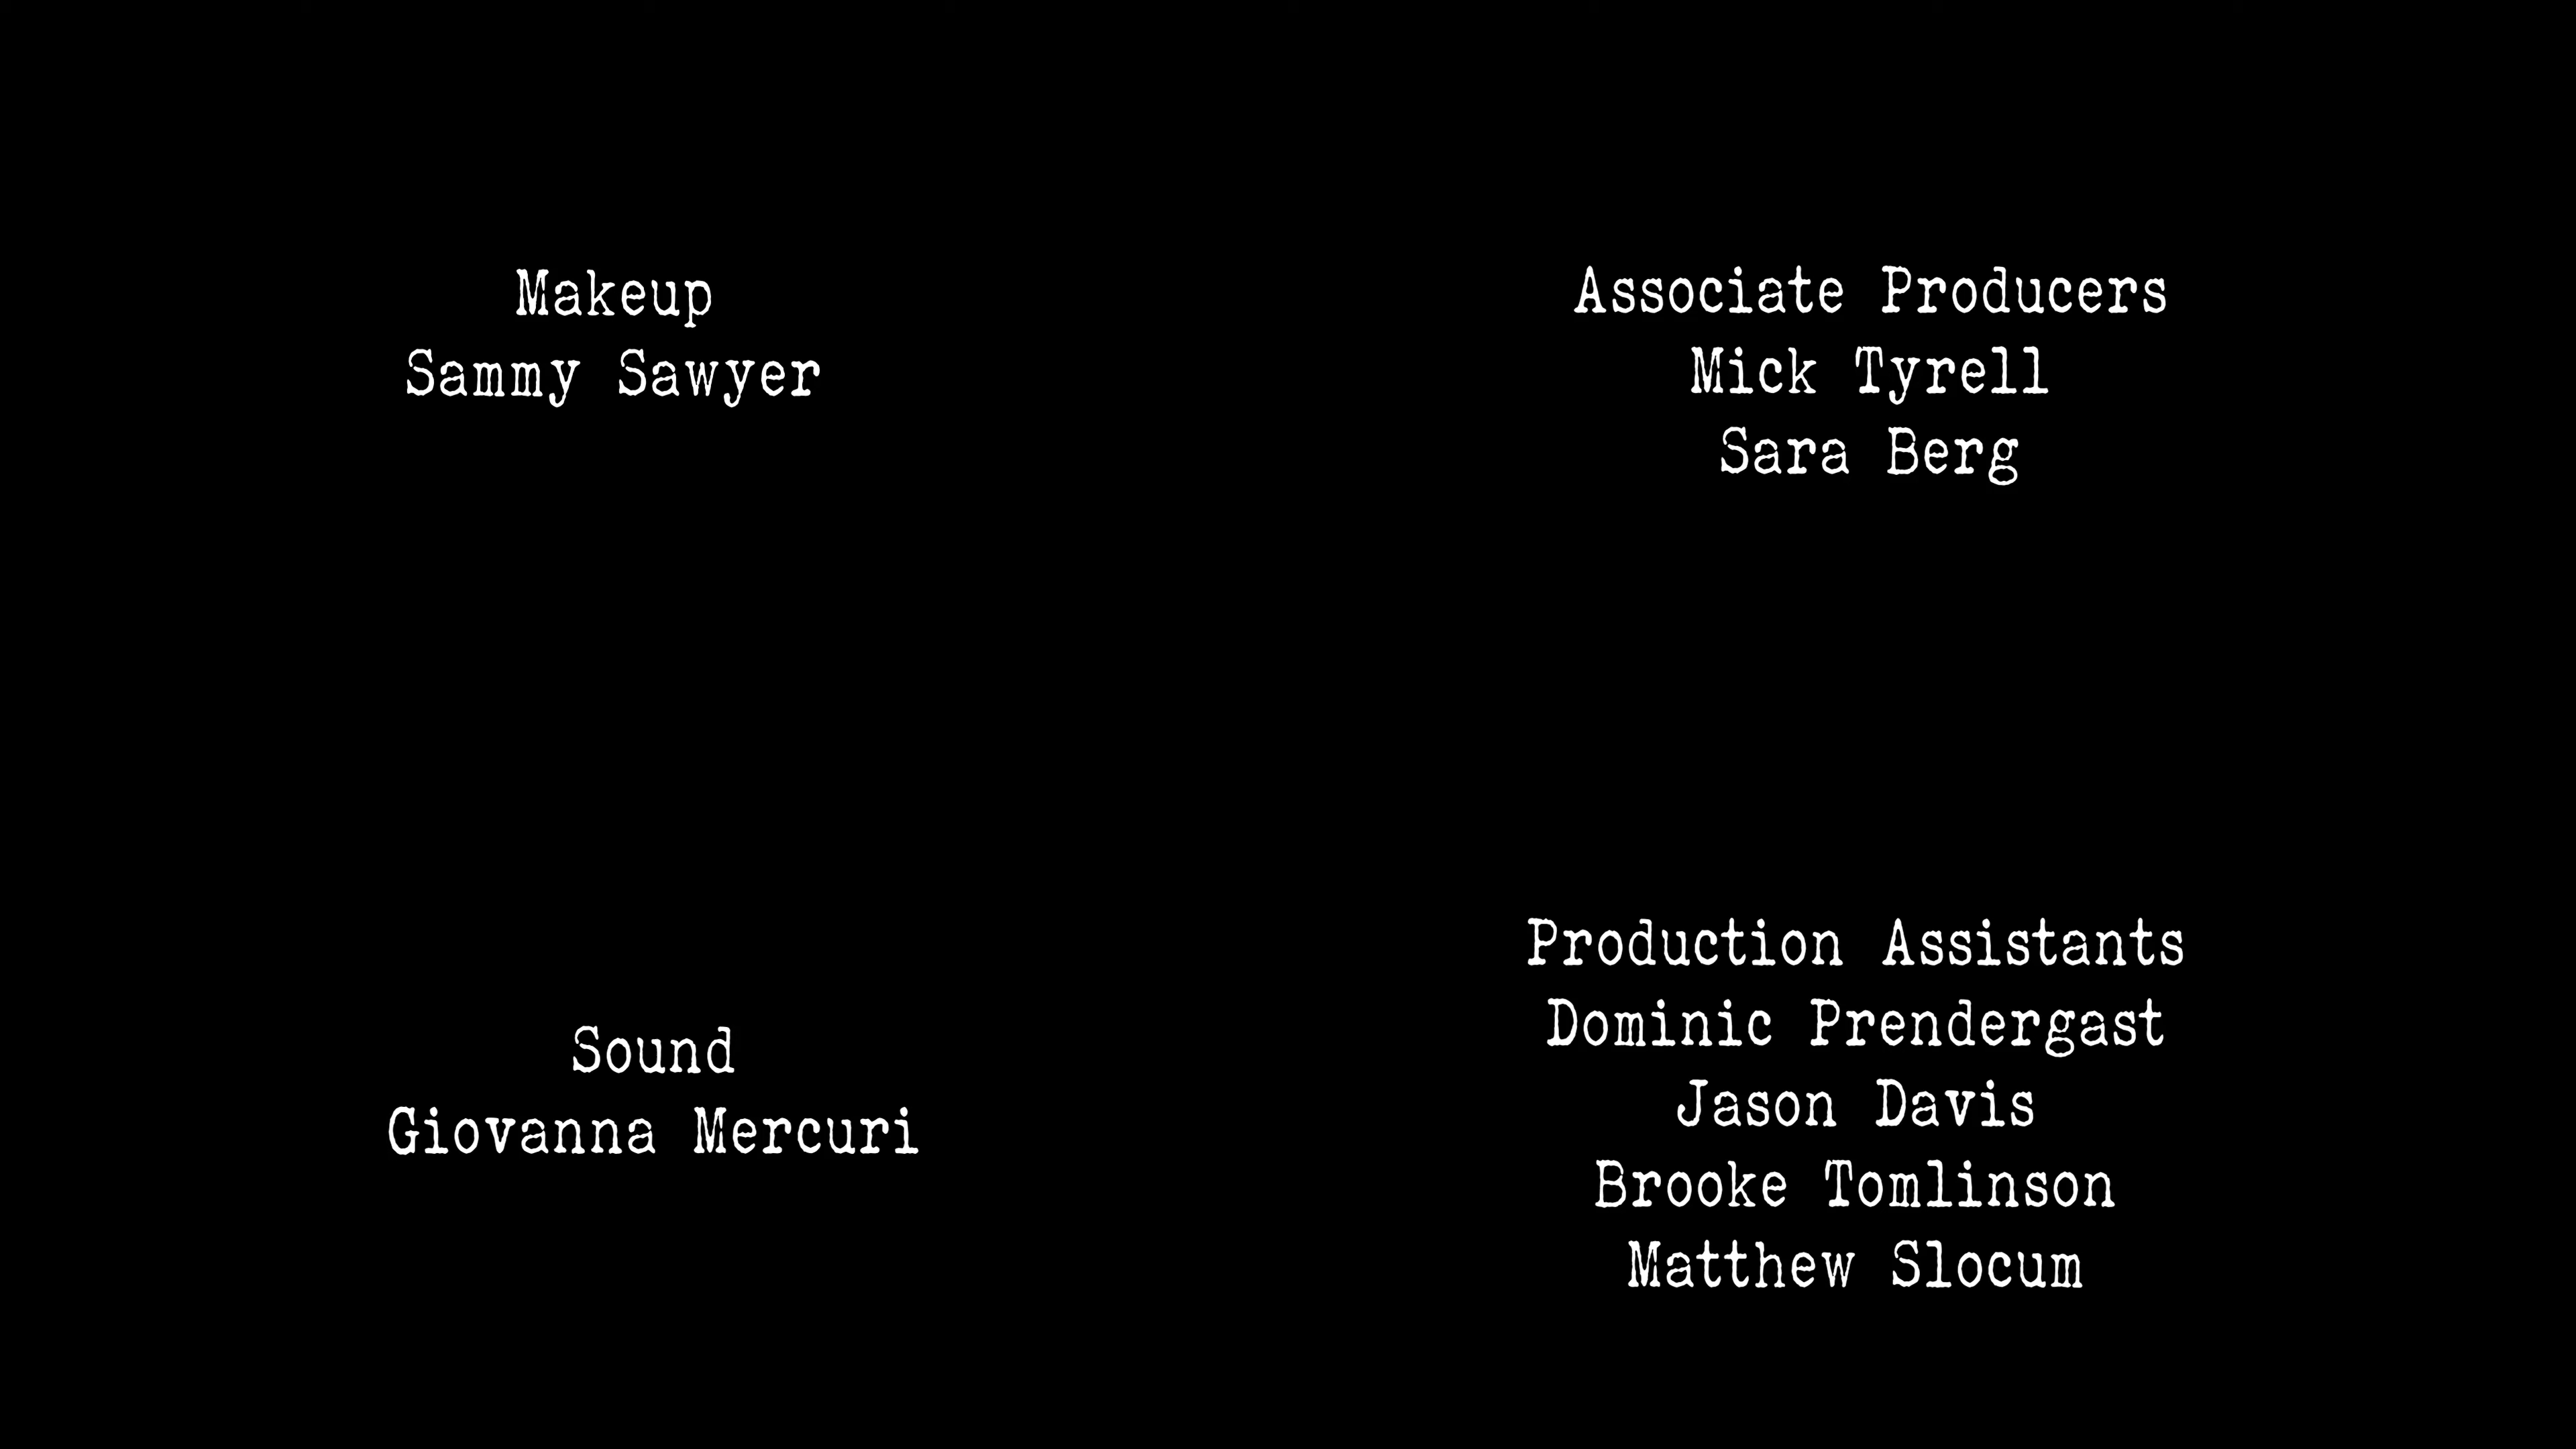 Makeup
Sammy Sawyer
Associate Producers
Mick Tyrell
Sara Berg
Sound
Giovanna Mercuri
Production Assistants
Dominic Prendergast
Jason Davis
Brooke Tomlinson
Matthew Slocum